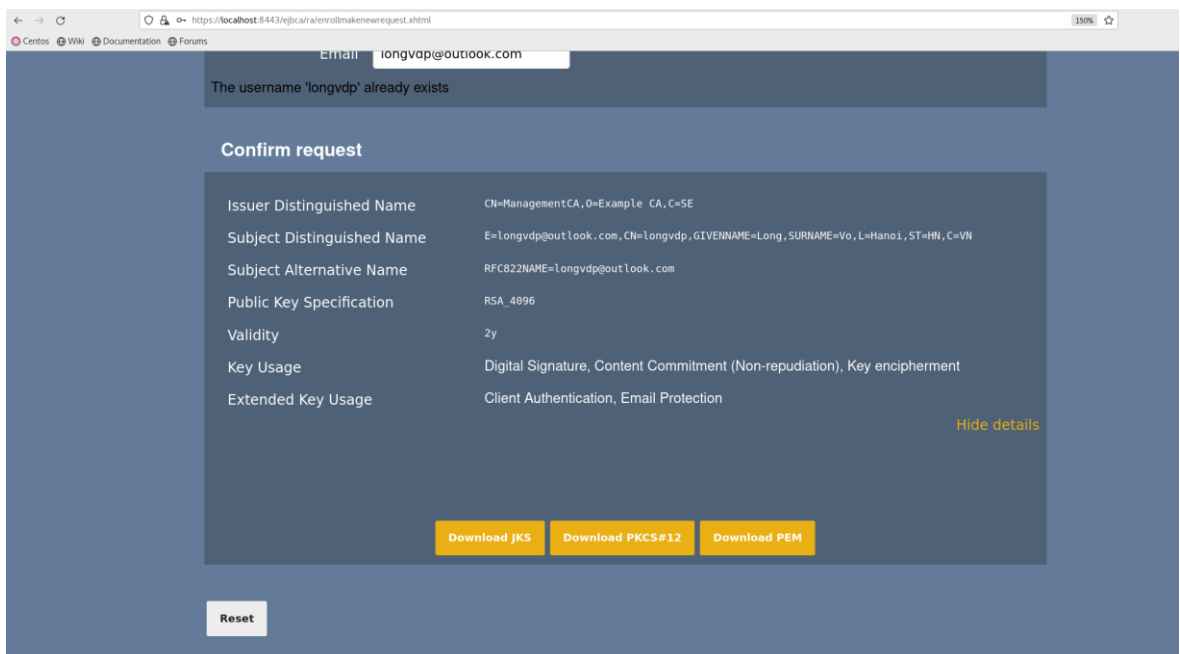 https://localhost:8443/ejbca/ra/enrollmakenewrequest.xhtml 150%
Centos Wiki Documentation Forums
Email longvdp@outlook.com
The username 'longvdp' already exists
Confirm request
Issuer Distinguished Name CN=ManagementCA,O=Example CA,C=SE
Subject Distinguished Name E=longvdp@outlook.com,CN=longvdp,GIVENNAME=Long,SURNAME=Vo,L=Hanoi,ST=HN,C=VN
Subject Alternative Name RFC822NAME=longvdp@outlook.com
Public Key Specification RSA_4096
Validity 2y
Key Usage Digital Signature, Content Commitment (Non-repudiation), Key encipherment
Extended Key Usage Client Authentication, Email Protection
Hide details
Download JKS Download PKCS#12 Download PEM
Reset